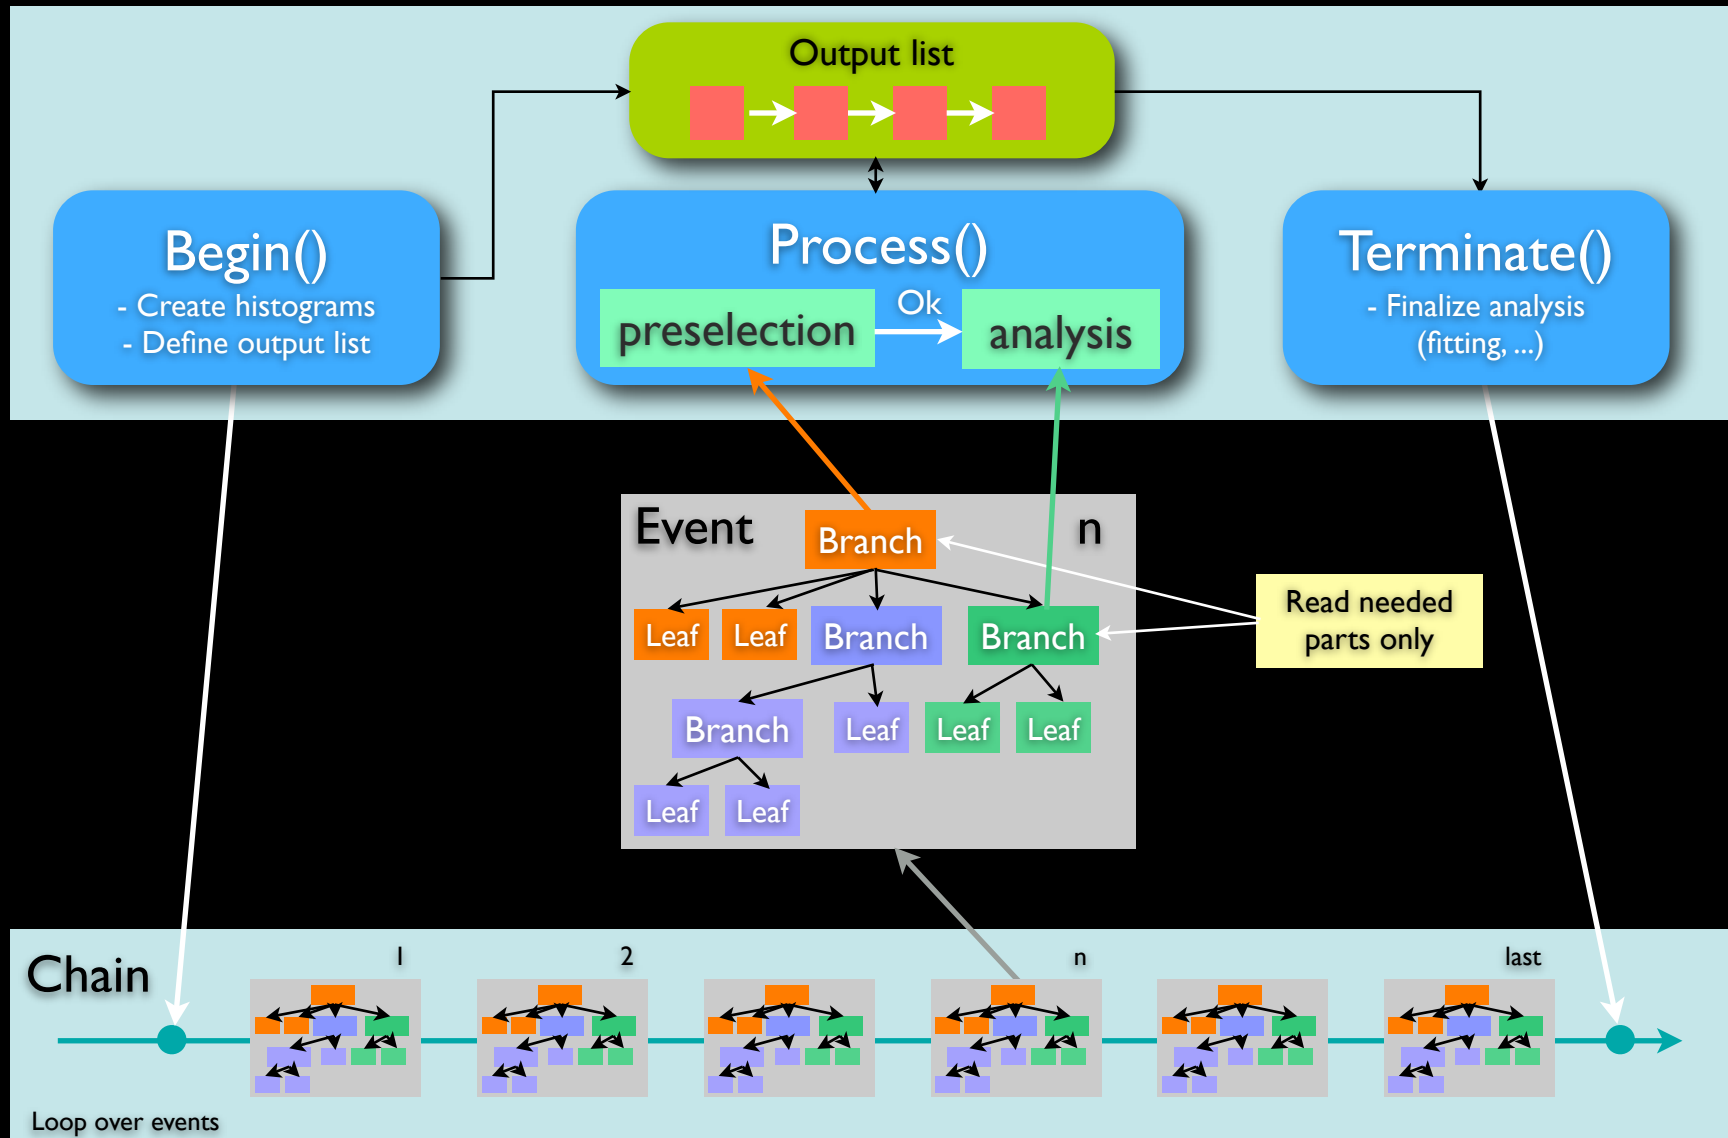 Output list
Begin()
- Create histograms
- Define output list
Process()
preselection
Ok
analysis
Terminate()
- Finalize analysis
(fitting, ...)
Event n
Branch
Leaf Leaf Branch Branch
Branch Leaf Leaf Leaf
Leaf Leaf
Read needed
parts only
Chain
1 2 n last
Loop over events